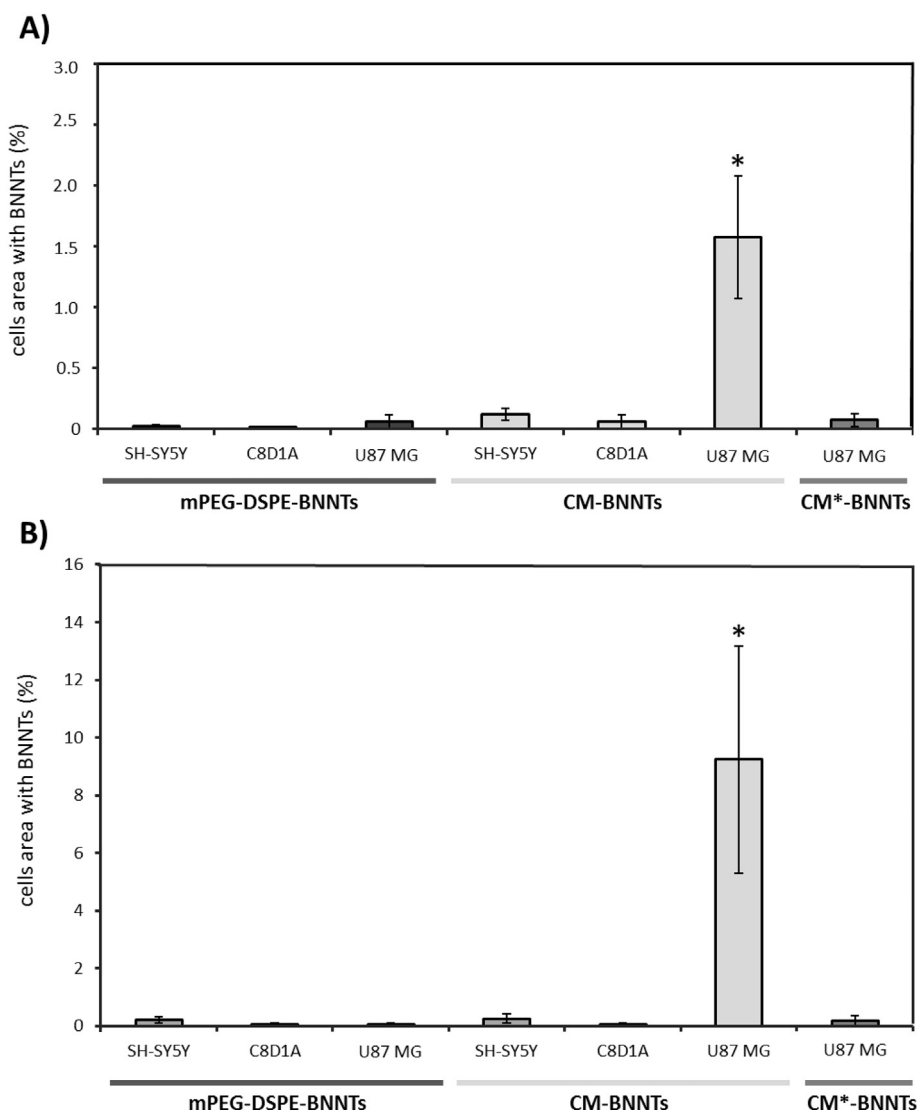 A)
cells area with BNNTs (%)
3.0
2.5
2.0
1.5
1.0
0.5
0
*
SH-SY5Y C8D1A U87 MG SH-SY5Y C8D1A U87 MG U87 MG
mPEG-DSPE-BNNTs CM-BNNTs CM*-BNNTs
B)
cells area with BNNTs (%)
16
14
12
10
8
6
4
2
0
*
SH-SY5Y C8D1A U87 MG SH-SY5Y C8D1A U87 MG U87 MG
mPEG-DSPE-BNNTs CM-BNNTs CM*-BNNTs